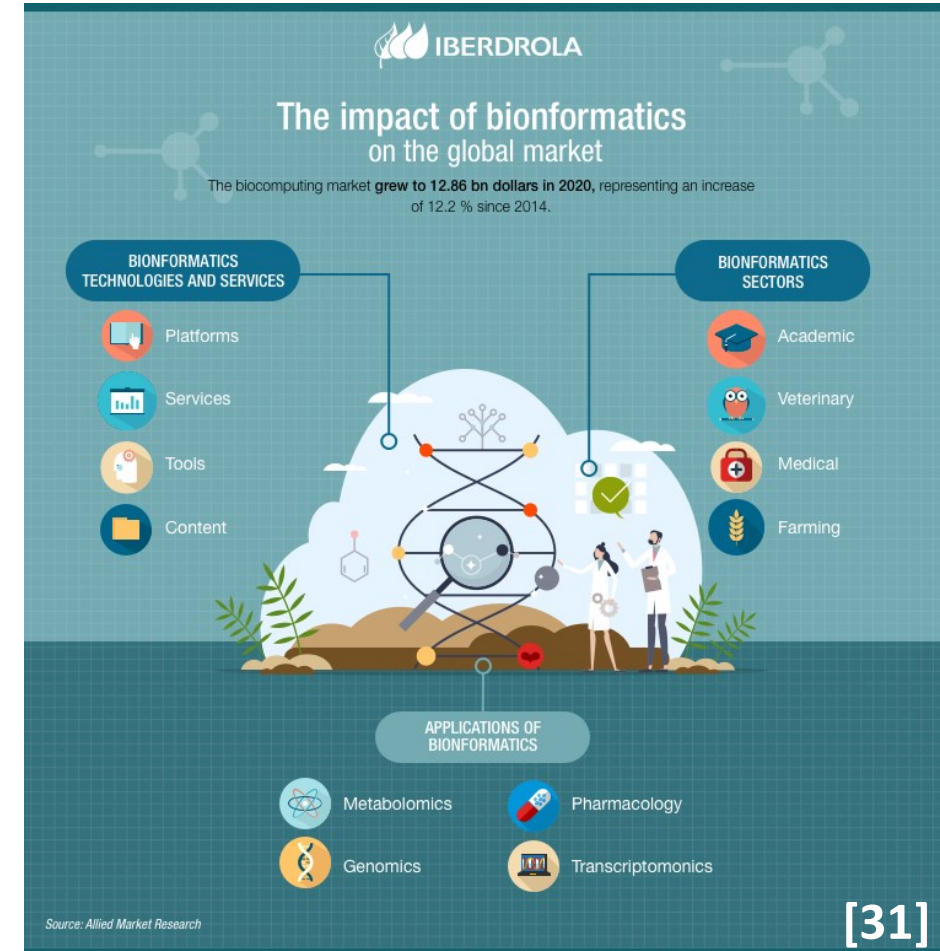 IBERDROLA
The impact of bionformatics
on the global market
The biocomputing market grew to 12.86 bn dollars in 2020, representing an increase
of 12.2 % since 2014.
BIONFORMATICS
TECHNOLOGIES AND SERVICES
Platforms
Services
Tools
Content
BIONFORMATICS
SECTORS
Academic
Veterinary
Medical
Farming
APPLICATIONS OF
BIONFORMATICS
Metabolomics
Pharmacology
Genomics
Transcriptomonics
Source: Allied Market Research
[31]